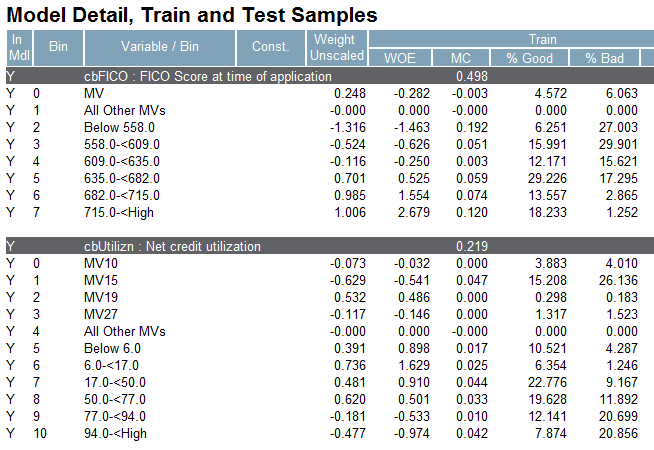 Model Detail, Train and Test Samples
In Mdl Bin Variable / Bin Const. Weight Unscaled Train
WOE MC % Good % Bad
Y cbFICO : FICO Score at time of application 0.498
Y 0 MV 0.248 -0.282 -0.003 4.572 6.063
Y 1 All Other MVs -0.000 0.000 -0.000 0.000 0.000
Y 2 Below 558.0 -1.316 -1.463 0.192 6.251 27.003
Y 3 558.0-<609.0 -0.524 -0.626 0.051 15.991 29.901
Y 4 609.0-<635.0 -0.116 -0.250 0.003 12.171 15.621
Y 5 635.0-<682.0 0.701 0.525 0.059 29.226 17.295
Y 6 682.0-<715.0 0.985 1.554 0.074 13.557 2.865
Y 7 715.0-<High 1.006 2.679 0.120 18.233 1.252
Y cbUtilizn : Net credit utilization 0.219
Y 0 MV10 -0.073 -0.032 0.000 3.883 4.010
Y 1 MV15 -0.629 -0.541 0.047 15.208 26.136
Y 2 MV19 0.532 0.486 0.000 0.298 0.183
Y 3 MV27 -0.117 -0.146 0.000 1.317 1.523
Y 4 All Other MVs -0.000 0.000 -0.000 0.000 0.000
Y 5 Below 6.0 0.391 0.898 0.017 10.521 4.287
Y 6 6.0-<17.0 0.736 1.629 0.025 6.354 1.246
Y 7 17.0-<50.0 0.481 0.910 0.044 22.776 9.167
Y 8 50.0-<77.0 0.620 0.501 0.033 19.628 11.892
Y 9 77.0-<94.0 -0.181 -0.533 0.010 12.141 20.699
Y 10 94.0-<High -0.477 -0.974 0.042 7.874 20.856